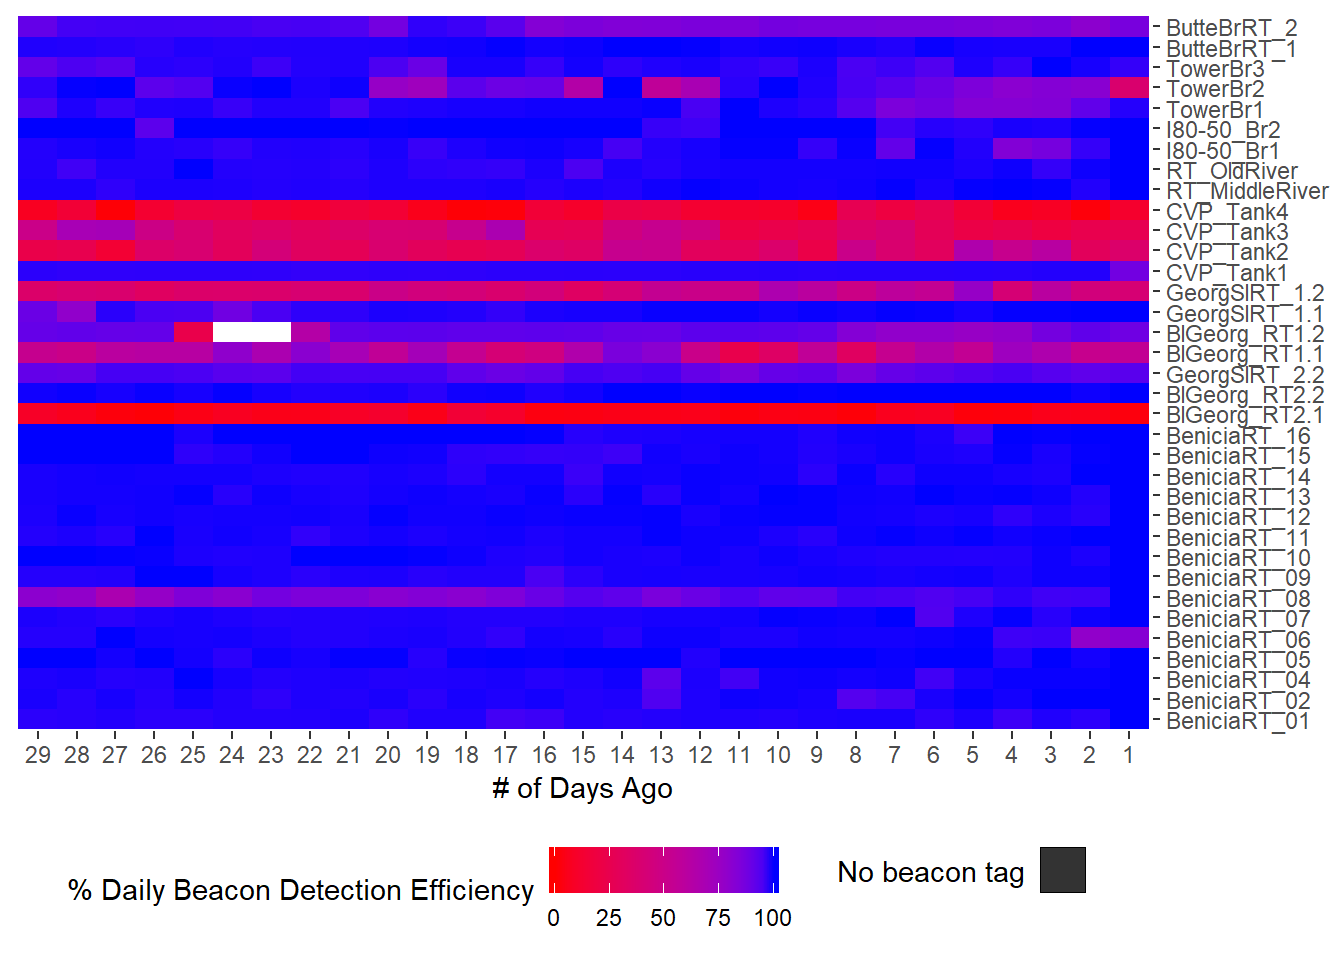 ButteBrRT_2
ButteBrRT_1
TowerBr3
TowerBr2
TowerBr1
I80-50_Br2
I80-50_Br1
RT_OldRiver
RT_MiddleRiver
CVP_Tank4
CVP_Tank3
CVP_Tank2
CVP_Tank1
GeorgSlRT_1.2
GeorgSlRT_1.1
BlGeorg_RT1.2
BlGeorg_RT1.1
GeorgSlRT_2.2
BlGeorg_RT2.2
BlGeorg_RT2.1
BeniciaRT_16
BeniciaRT_15
BeniciaRT_14
BeniciaRT_13
BeniciaRT_12
BeniciaRT_11
BeniciaRT_10
BeniciaRT_09
BeniciaRT_08
BeniciaRT_07
BeniciaRT_06
BeniciaRT_05
BeniciaRT_04
BeniciaRT_02
BeniciaRT_01
29 28 27 26 25 24 23 22 21 20 19 18 17 16 15 14 13 12 11 10 9 8 7 6 5 4 3 2 1
# of Days Ago
% Daily Beacon Detection Efficiency
0 25 50 75 100
No beacon tag